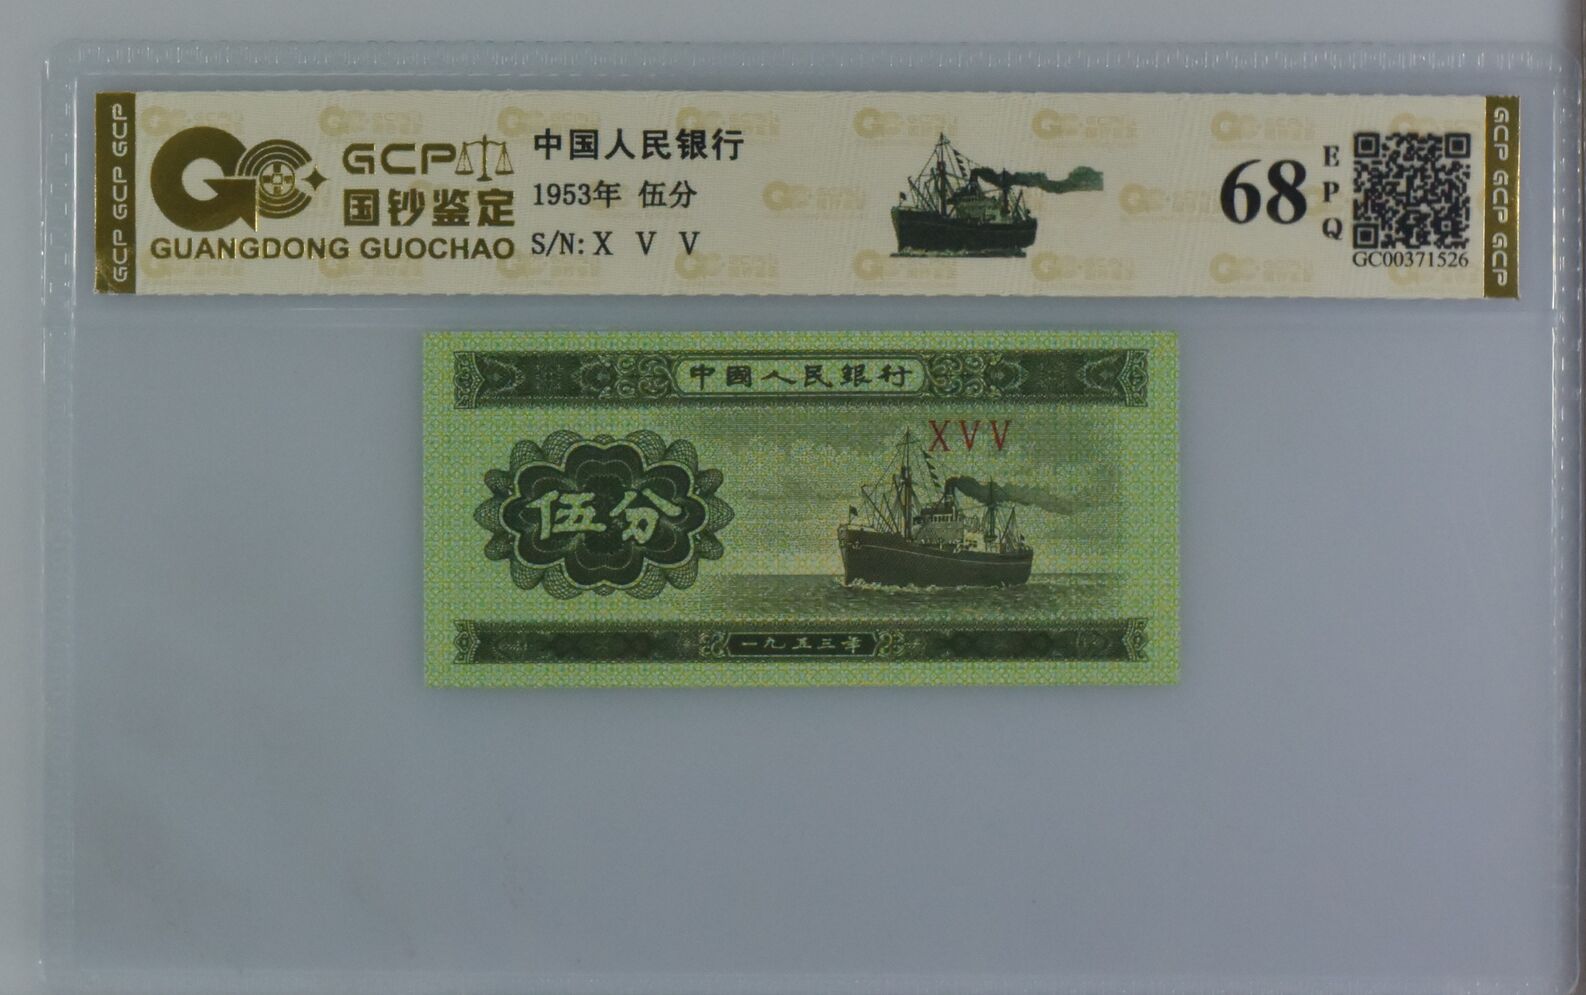 GCP GCP GCP
GCP
国钞鉴定
GUANGDONG GUOCHAO
中国人民银行
1953年 伍分
S/N: X V V
68
E
P
Q
GC00371526
GCP GCP GCP
中國人民銀行
XVV
伍分
一九五三年